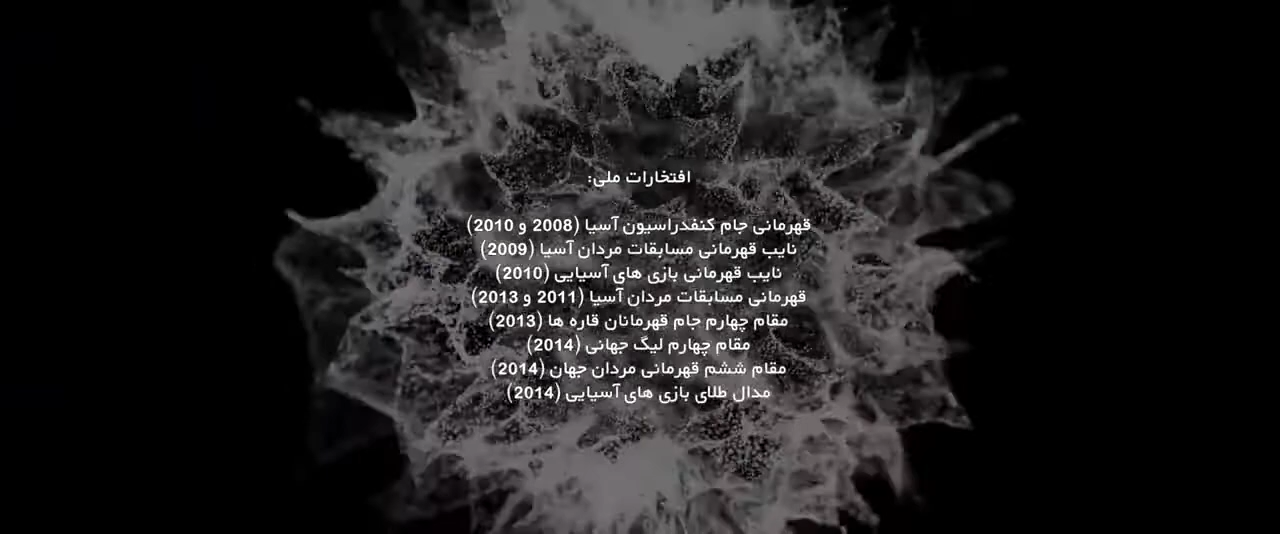 افتخارات ملی:
قهرمانی جام کنفدراسیون آسیا (2008 و 2010)
نایب قهرمانی مسابقات مردان آسیا (2009)
نایب قهرمانی بازی های آسیایی (2010)
قهرمانی مسابقات مردان آسیا (2011 و 2013)
مقام چهارم جام قهرمانان قاره ها (2013)
مقام چهارم لیگ جهانی (2014)
مقام ششم قهرمانی مردان جهان (2014)
مدال طلای بازی های آسیایی (2014)